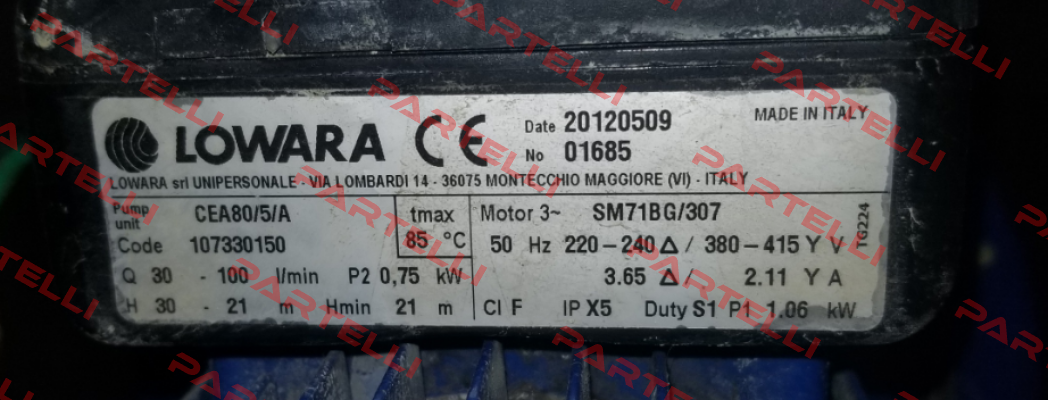 LOWARA CE Date 20120509 MADE IN ITALY
No 01685
LOWARA srl UNIPERSONALE - VIA LOMBARDI 14 - 36075 MONTECCHIO MAGGIORE (VI) - ITALY
Pump unit CEA80/5/A tmax Motor 3~ SM71BG/307
Code 107330150 85 °C 50 Hz 220-240 Δ / 380-415 Y V
Q 30 - 100 l/min P2 0,75 kW 3.65 Δ / 2.11 Y A
H 30 - 21 m Hmin 21 m Cl F IP X5 Duty S1 P1 1.06 kW
TG224
PARTELLI
PARTELLI
PARTELLI
PARTELLI
PARTELLI
PARTELLI
PARTELLI
PARTELLI
PARTELLI